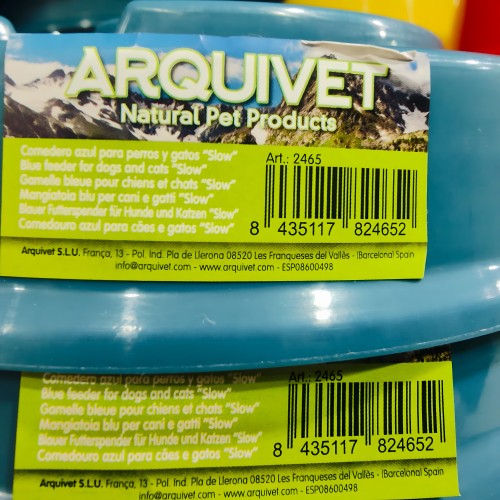 ARQUIVET
Natural Pet Products
Comedero azul para perros y gatos "Slow"
Blue feeder for dogs and cats "Slow"
Gamelle bleue pour chiens et chats "Slow"
Mangiatoia blu per cani e gatti "Slow"
Blauer Futterspender für Hunde und Katzen "Slow"
Comedouro azul para cães e gatos "Slow"
Art.: 2465
8 435117 824652
Arquivet S.L.U. França, 13 - Pol. Ind. Pla de Llerona 08520 Les Franqueses del Vallès - (Barcelona) Spain
info@arquivet.com - www.arquivet.com - ESP08600498
Comedero azul para perros y gatos "Slow"
Blue feeder for dogs and cats "Slow"
Gamelle bleue pour chiens et chats "Slow"
Mangiatoia blu per cani e gatti "Slow"
Blauer Futterspender für Hunde und Katzen "Slow"
Comedouro azul para cães e gatos "Slow"
Art.: 2465
8 435117 824652
Arquivet S.L.U. França, 13 - Pol. Ind. Pla de Llerona 08520 Les Franqueses del Vallès - (Barcelona) Spain
info@arquivet.com - www.arquivet.com - ESP08600498